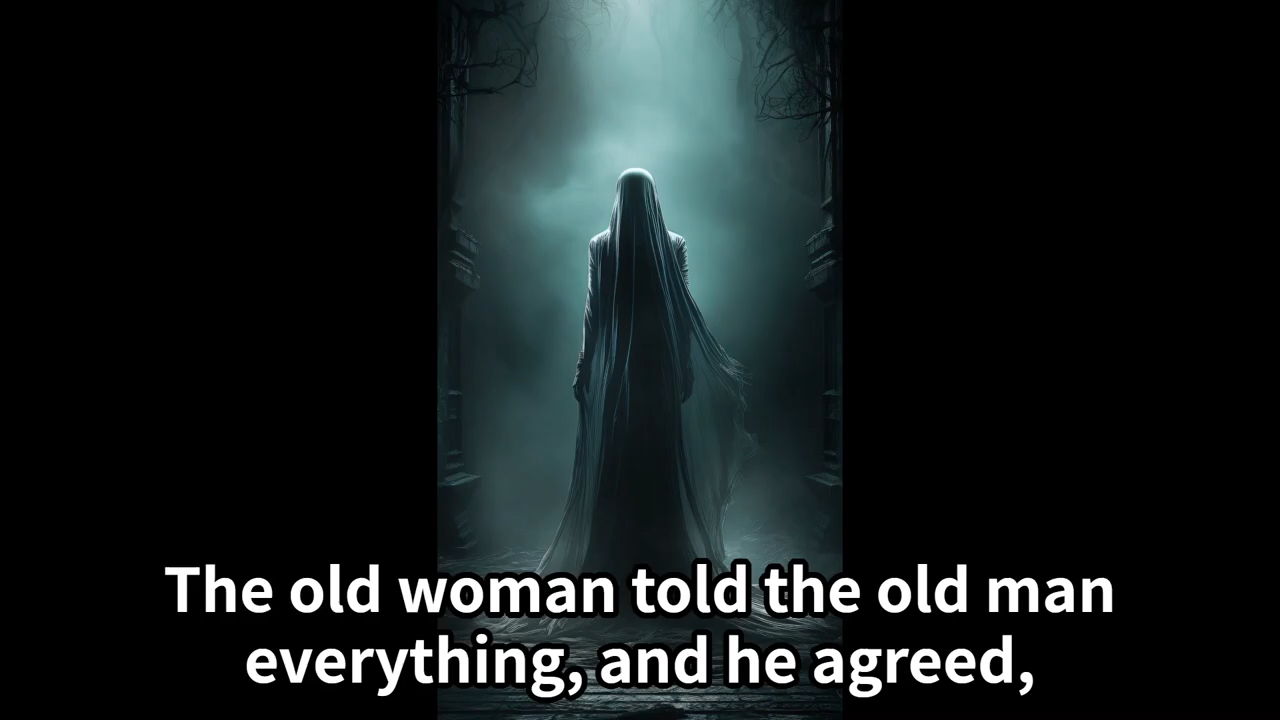 The old woman told the old man
everything, and he agreed,